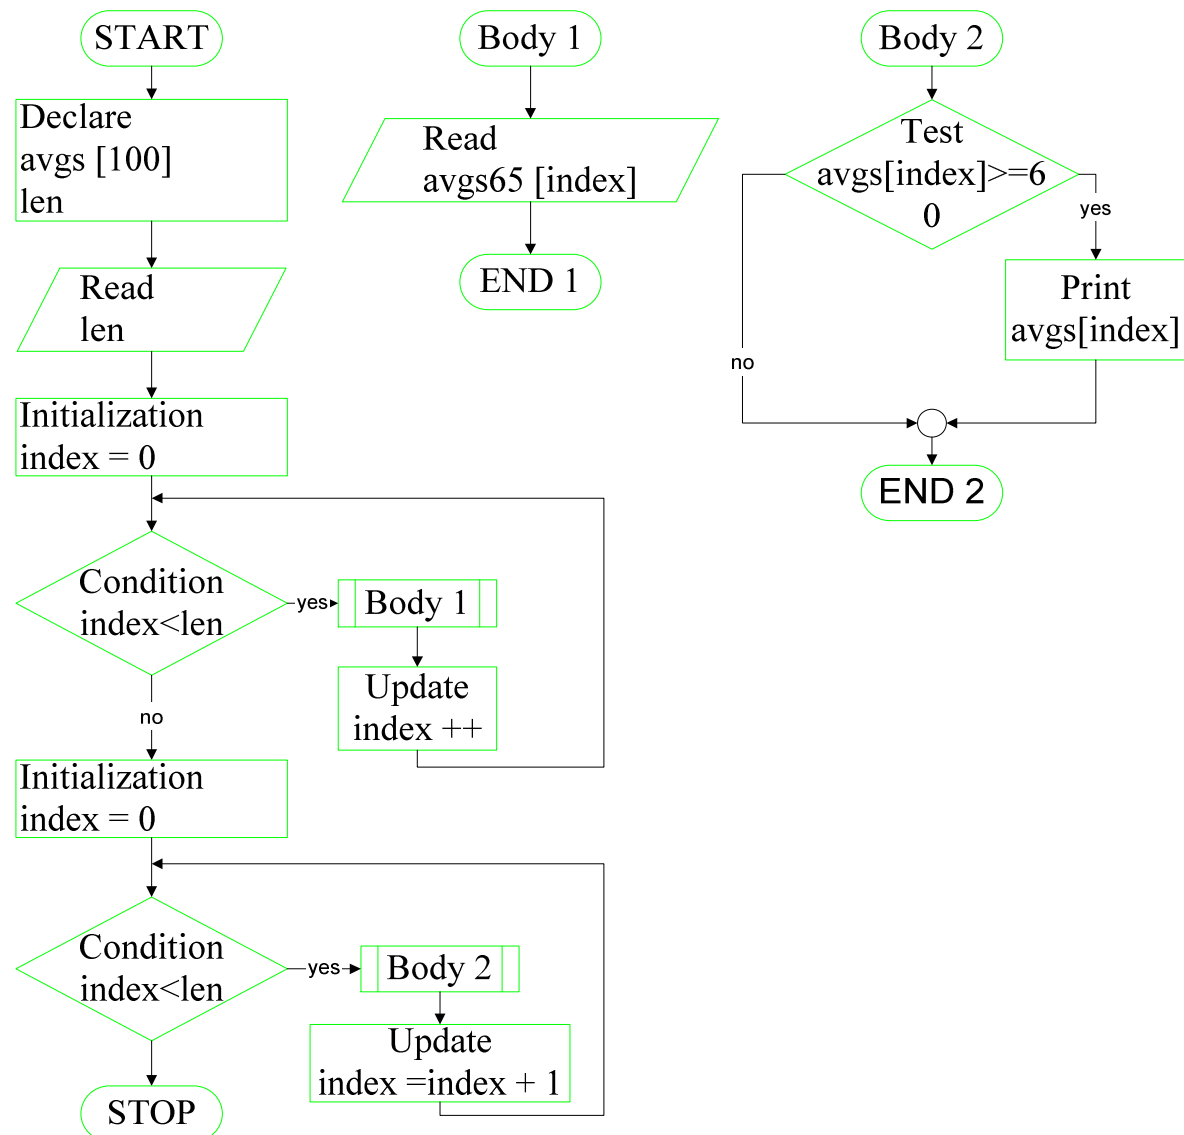 START
Declare
avgs [100]
len
Read
len
Initialization
index = 0
Condition
index<len
yes
Body 1
Update
index ++
no
Initialization
index = 0
Condition
index<len
yes
Body 2
Update
index =index + 1
STOP
Body 1
Read
avgs65 [index]
END 1
Body 2
Test
avgs[index]>=6
0
yes
Print
avgs[index]
no
END 2